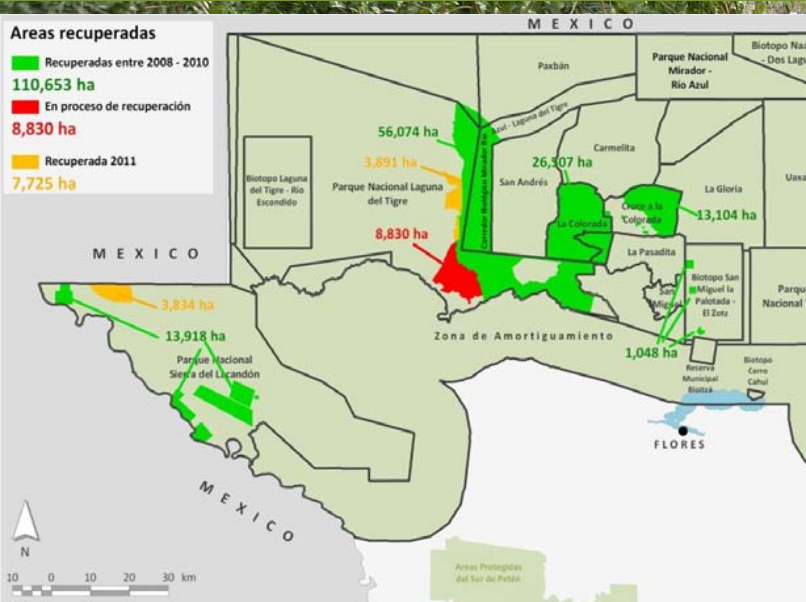 MEXICO
Areas recuperadas
Recuperadas entre 2008 - 2010
110,653 ha
En proceso de recuperación
8,830 ha
Recuperada 2011
7,725 ha
Paxbán
Parque Nacional
Mirador -
Rio Azul
Biotopo
- Dos
56,074 ha
Azul - Laguna del Tigre
Corredor Biológico Mirador Rio
3,891 ha
26,507 ha
Carmelita
Biotopo Laguna
del Tigre - Río
Escondido
Parque Nacional Laguna
del Tigre
San Andrés
La Gloria
Cruce a la
Colorada
La Colorada
13,104 ha
8,830 ha
MEXICO
La Pasadita
Biotopo San
Miguel la
Palotada -
El Zotz
San
Miguel
Nacional
3,834 ha
13,918 ha
Zona de Amortiguamiento
1,048 ha
Parque Nacional
Sierra del Lacandón
Reserva
Municipal
Bioitzá
Biotopo
Cerro
Cahuí
FLORES
MEXICO
N
10 0 10 20 30 km
Areas Protegidas
del Sur de Petén